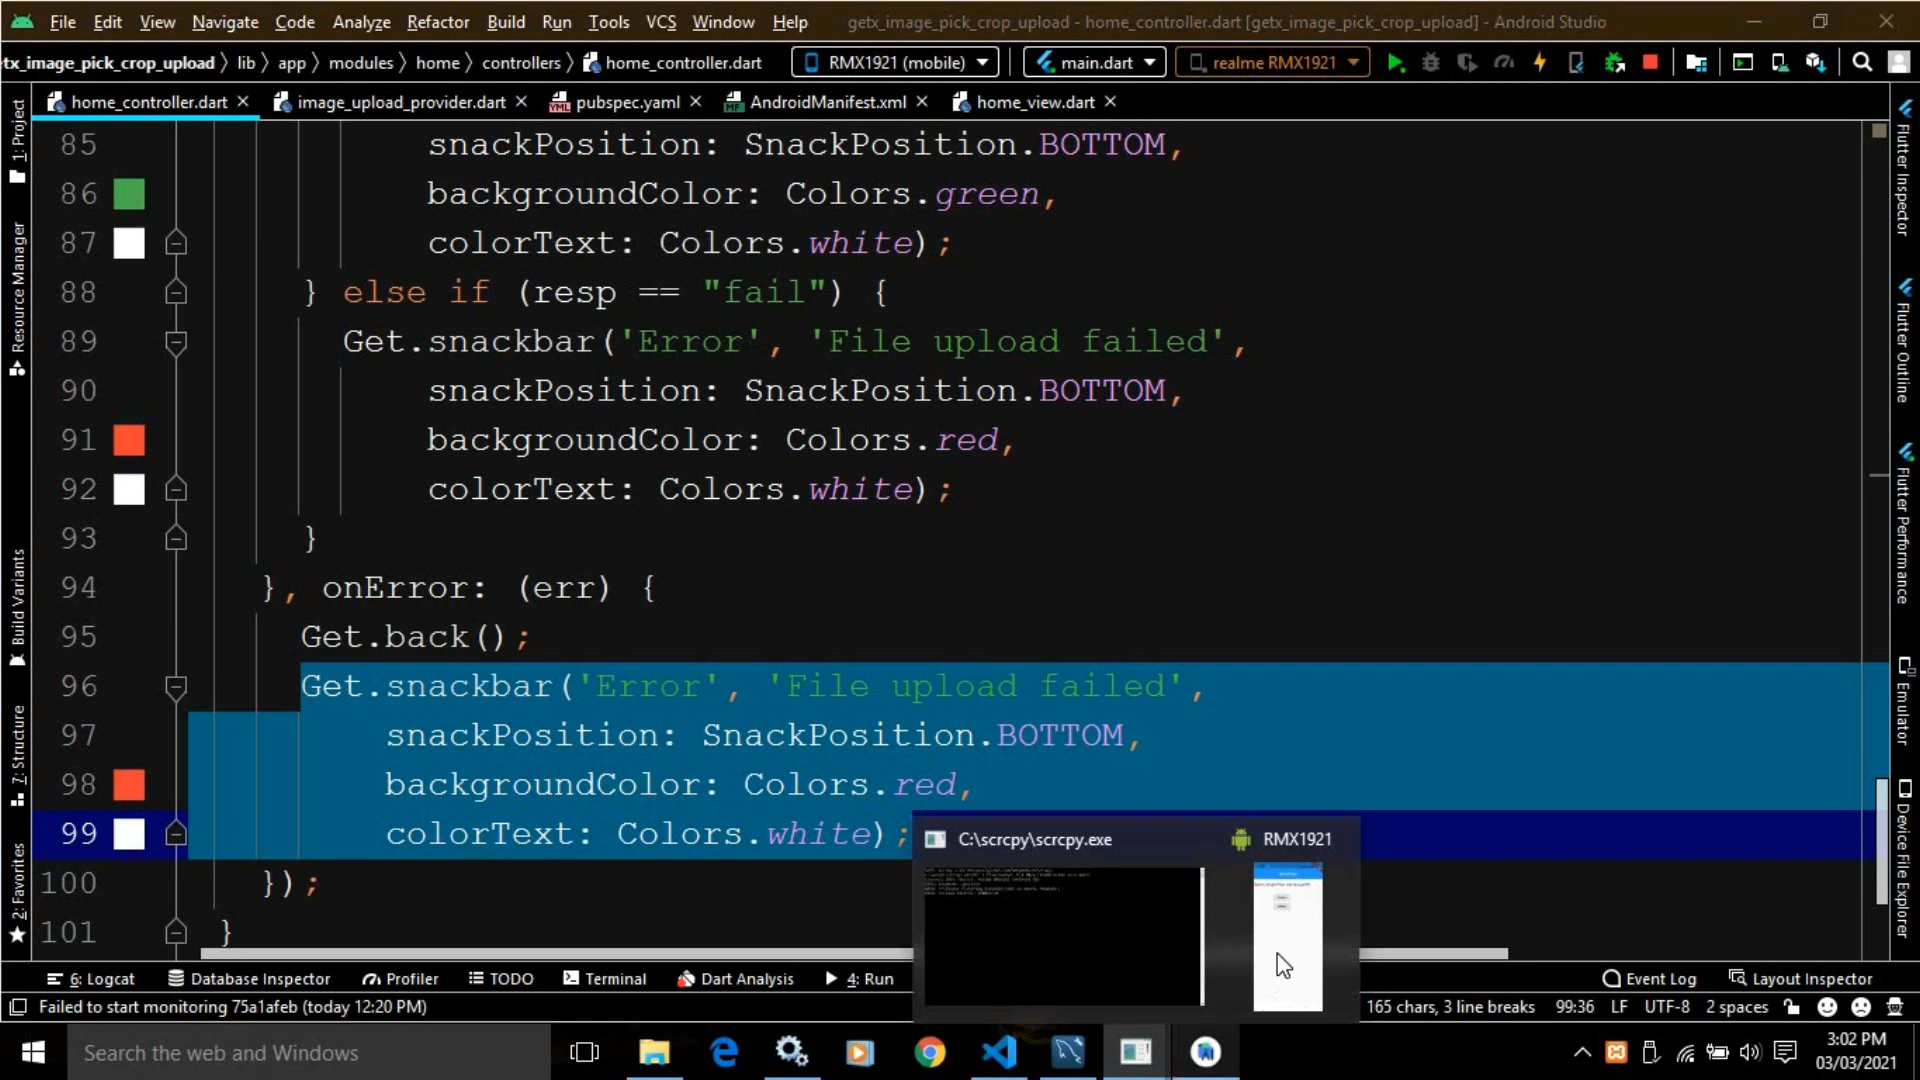 File Edit View Navigate Code Analyze Refactor Build Run Tools VCS Window Help getx_image_pick_crop_upload - home_controller.dart [getx_image_pick_crop_upload] - Android Studio
tx_image_pick_crop_upload lib app modules home controllers home_controller.dart RMX1921 (mobile) main.dart realme RMX1921
home_controller.dart image_upload_provider.dart pubspec.yaml AndroidManifest.xml home_view.dart
85 snackPosition: SnackPosition.BOTTOM,
86 backgroundColor: Colors.green,
87 colorText: Colors.white);
88 } else if (resp == "fail") {
89 Get.snackbar('Error', 'File upload failed',
90 snackPosition: SnackPosition.BOTTOM,
91 backgroundColor: Colors.red,
92 colorText: Colors.white);
93 }
94 }, onError: (err) {
95 Get.back();
96 Get.snackbar('Error', 'File upload failed',
97 snackPosition: SnackPosition.BOTTOM,
98 backgroundColor: Colors.red,
99 colorText: Colors.white);
100 });
101 }
1: Project
Resource Manager
Build Variants
7: Structure
2: Favorites
Flutter Inspector
Flutter Outline
Flutter Performance
Emulator
Device File Explorer
C:\scrcpy\scrcpy.exe RMX1921
6: Logcat Database Inspector Profiler TODO Terminal Dart Analysis 4: Run Event Log Layout Inspector
Failed to start monitoring 75a1afeb (today 12:20 PM) 165 chars, 3 line breaks 99:36 LF UTF-8 2 spaces
Search the web and Windows
3:02 PM
03/03/2021